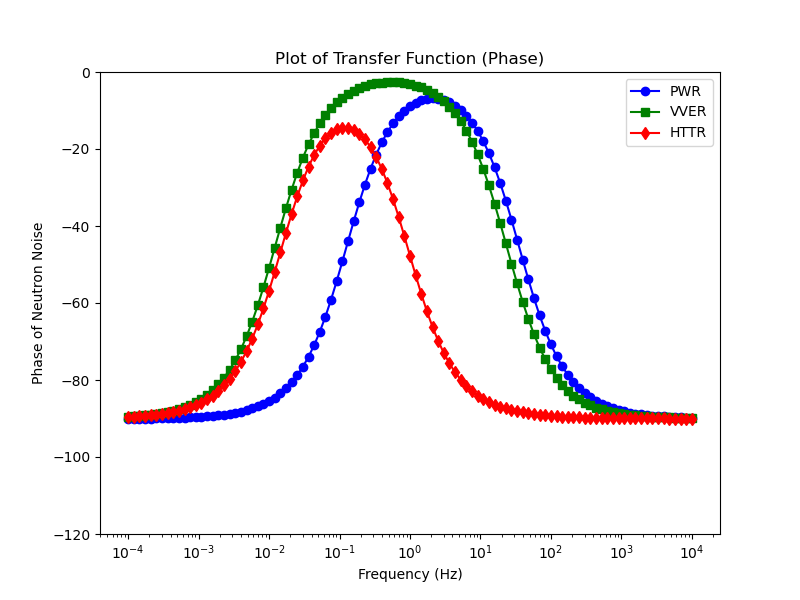 Plot of Transfer Function (Phase)
PWR
VVER
HTTR
Phase of Neutron Noise
0
−20
−40
−60
−80
−100
−120
10⁻⁴
10⁻³
10⁻²
10⁻¹
10⁰
10¹
10²
10³
10⁴
Frequency (Hz)